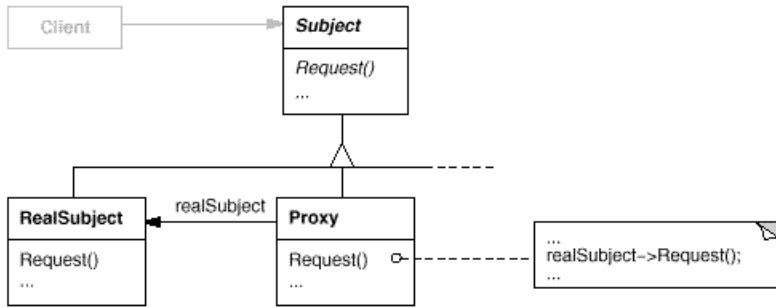 Client
Subject
Request()
...
realSubject
RealSubject
Request()
...
Proxy
Request()
...
...
realSubject->Request();
...